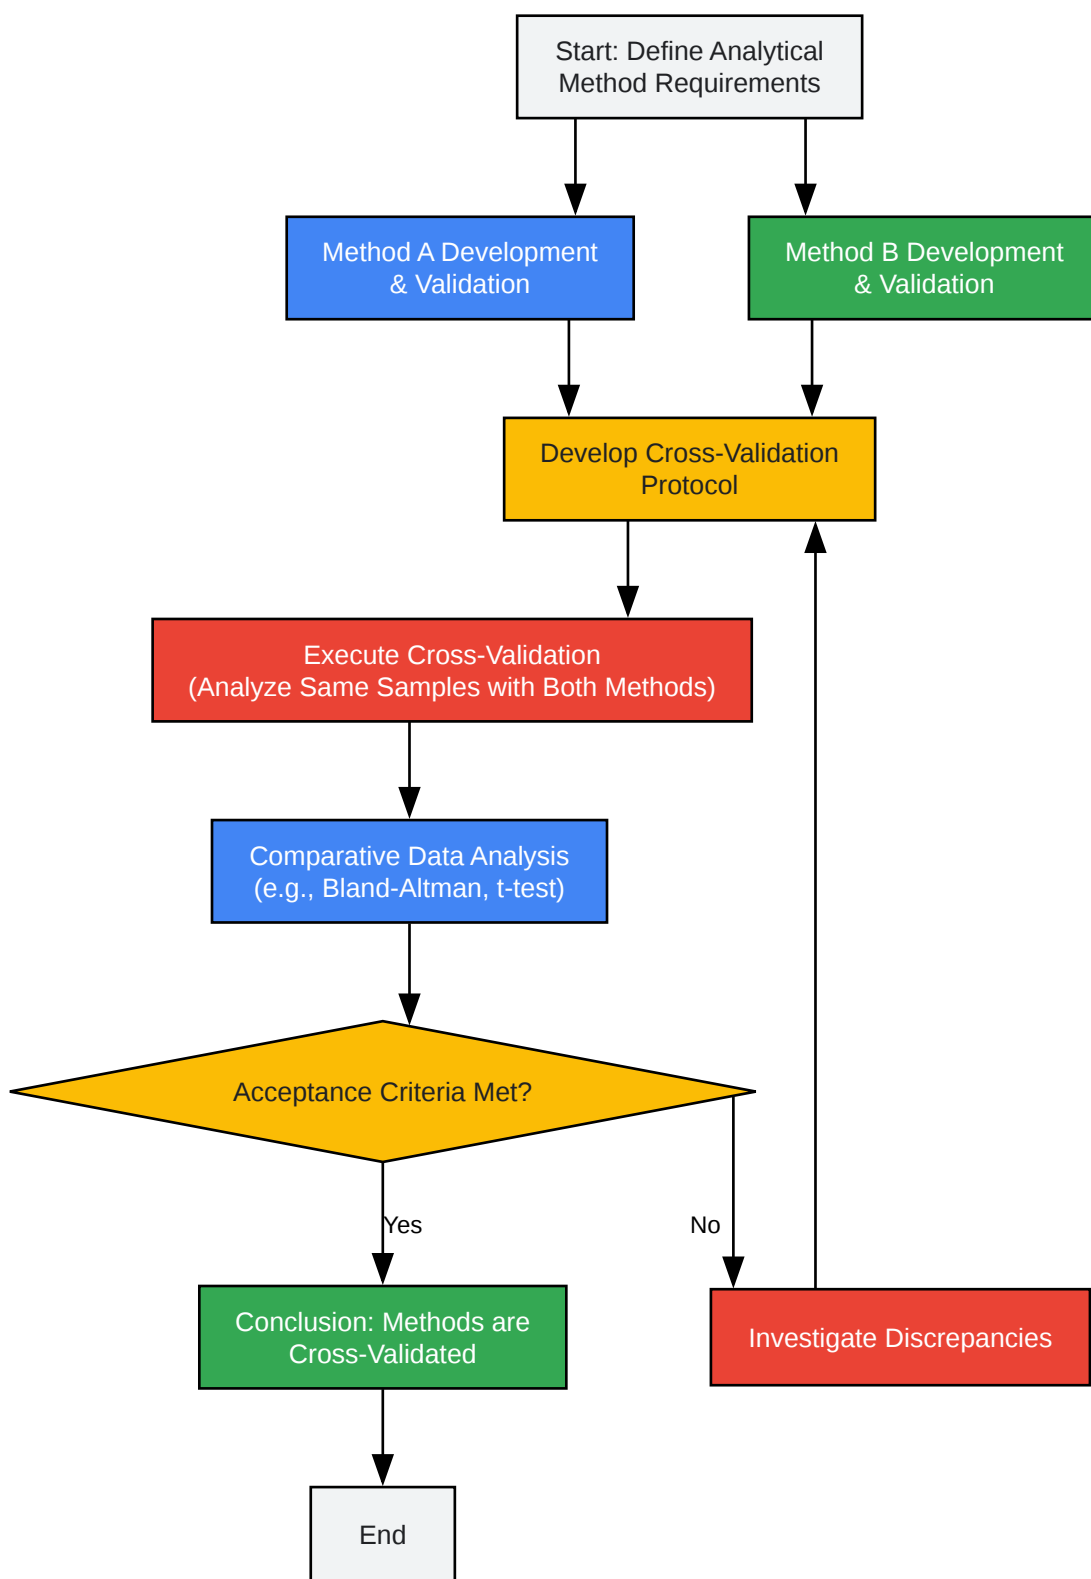 Start: Define Analytical
Method Requirements
Method A Development
& Validation
Method B Development
& Validation
Develop Cross-Validation
Protocol
Execute Cross-Validation
(Analyze Same Samples with Both Methods)
Comparative Data Analysis
(e.g., Bland-Altman, t-test)
Acceptance Criteria Met?
Yes
No
Conclusion: Methods are
Cross-Validated
Investigate Discrepancies
End